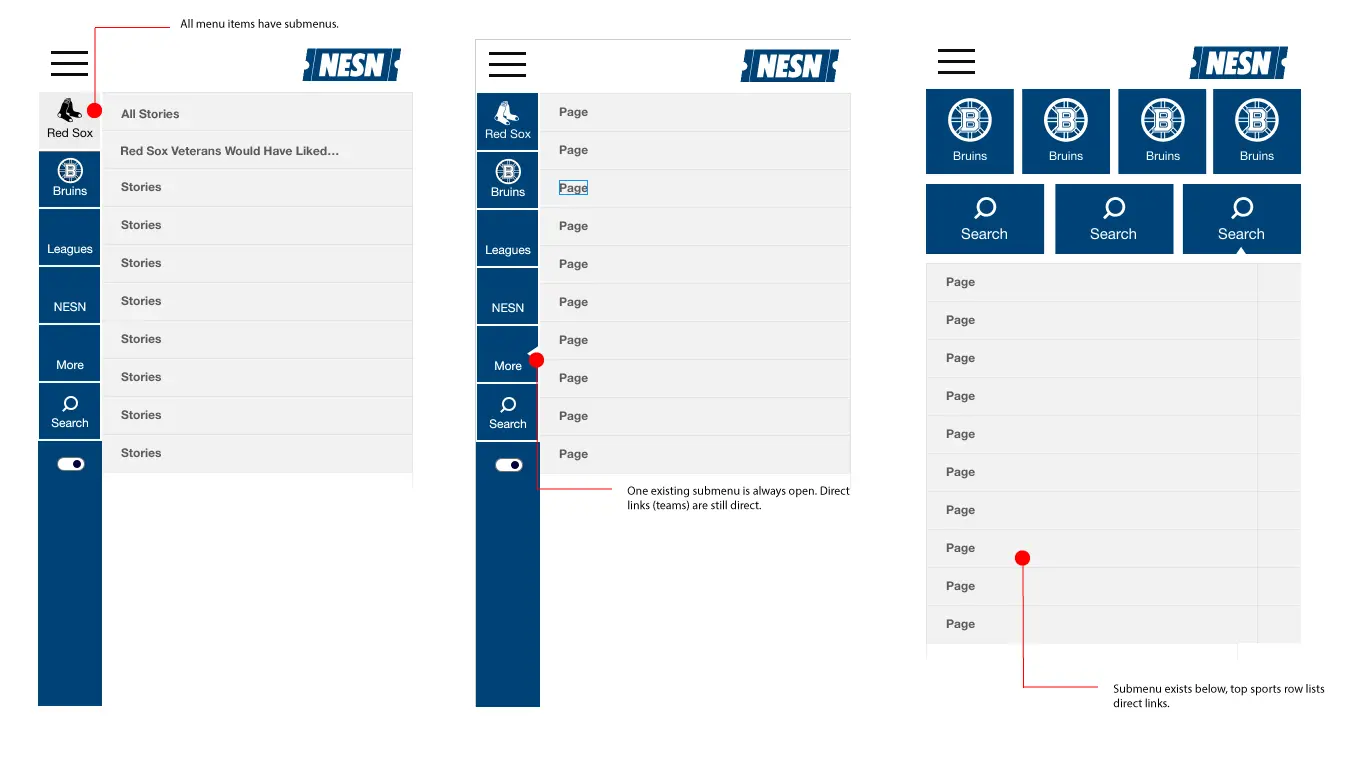 All menu items have submenus.
NESN
Red Sox
Bruins
Leagues
NESN
More
Search
All Stories
Red Sox Veterans Would Have Liked...
Stories
Stories
Stories
Stories
Stories
Stories
Stories
Stories
NESN
Red Sox
Bruins
Leagues
NESN
More
Search
Page
Page
Page
Page
Page
Page
Page
Page
Page
Page
One existing submenu is always open. Direct
links (teams) are still direct.
NESN
Bruins Bruins Bruins Bruins
Search Search Search
Page
Page
Page
Page
Page
Page
Page
Page
Page
Page
Submenu exists below, top sports row lists
direct links.